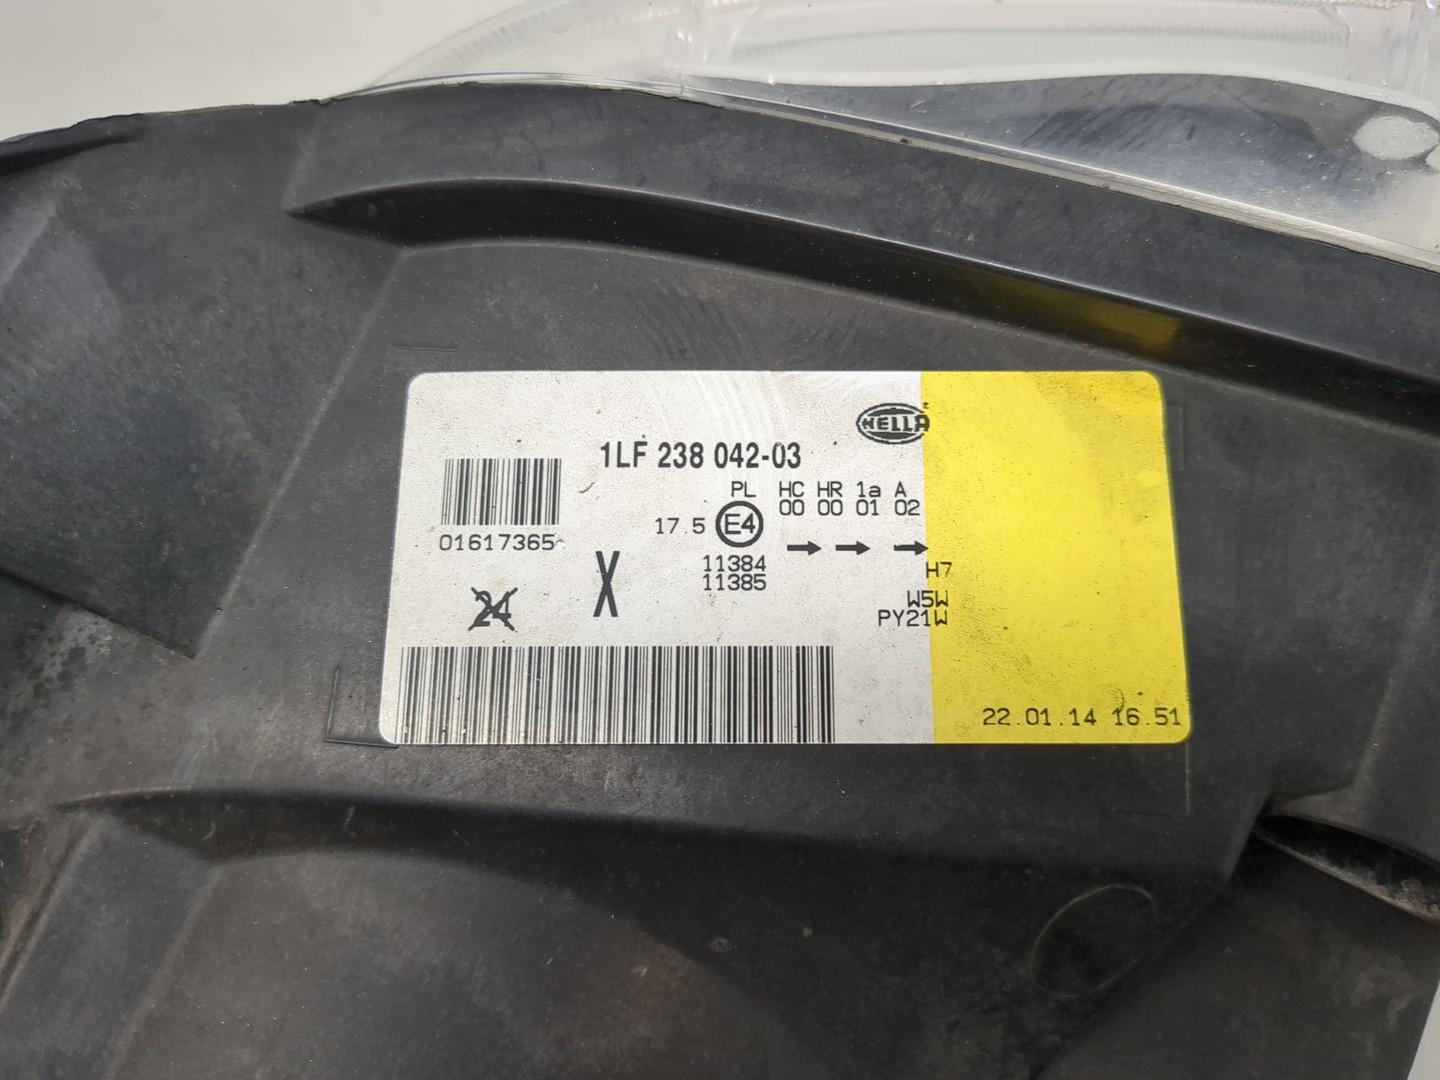 HELLA
1LF 238 042-03
PL HC HR 1a A
00 00 01 02
17.5 E4
01617365
11384
11385
H7
X
24
W5W
PY21W
22.01.14 16.51